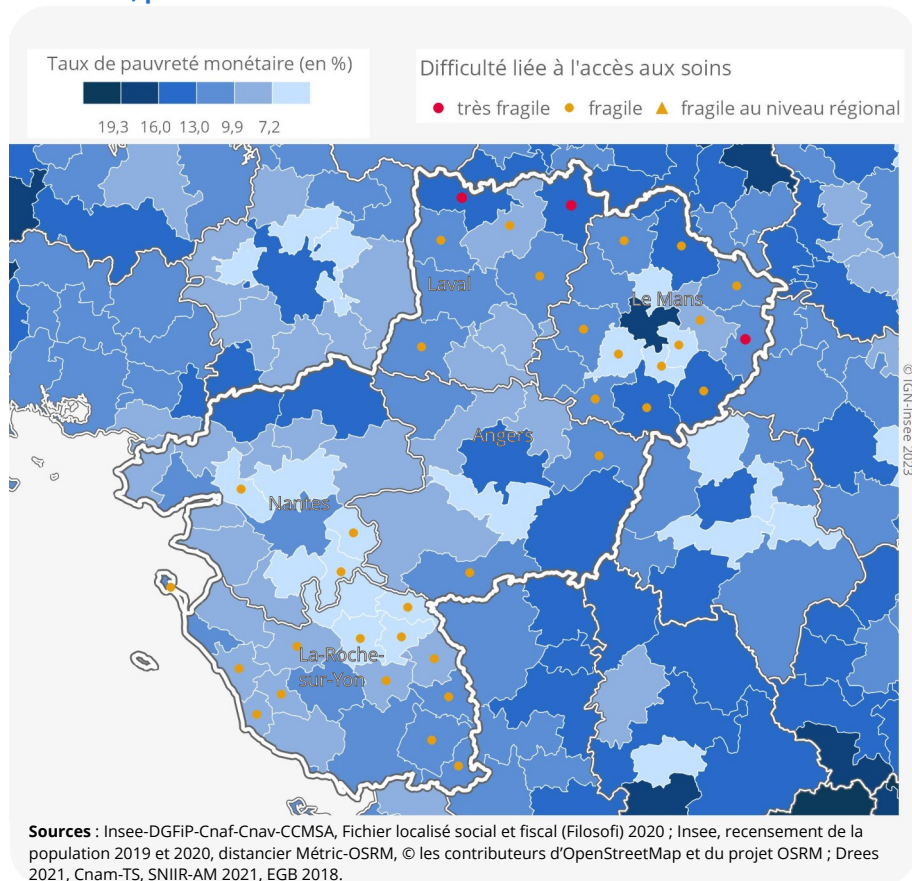 Taux de pauvreté monétaire (en %)
19,3 16,0 13,0 9,9 7,2
Difficulté liée à l'accès aux soins
très fragile fragile fragile au niveau régional
Laval
Le Mans
Angers
Nantes
La-Roche-
sur-Yon
© IGN-Insee 2023
Sources : Insee-DGFiP-Cnaf-Cnav-CCMSA, Fichier localisé social et fiscal (Filosofi) 2020 ; Insee, recensement de la
population 2019 et 2020, distancier Métric-OSRM, © les contributeurs d'OpenStreetMap et du projet OSRM ; Drees
2021, Cnam-TS, SNIIR-AM 2021, EGB 2018.